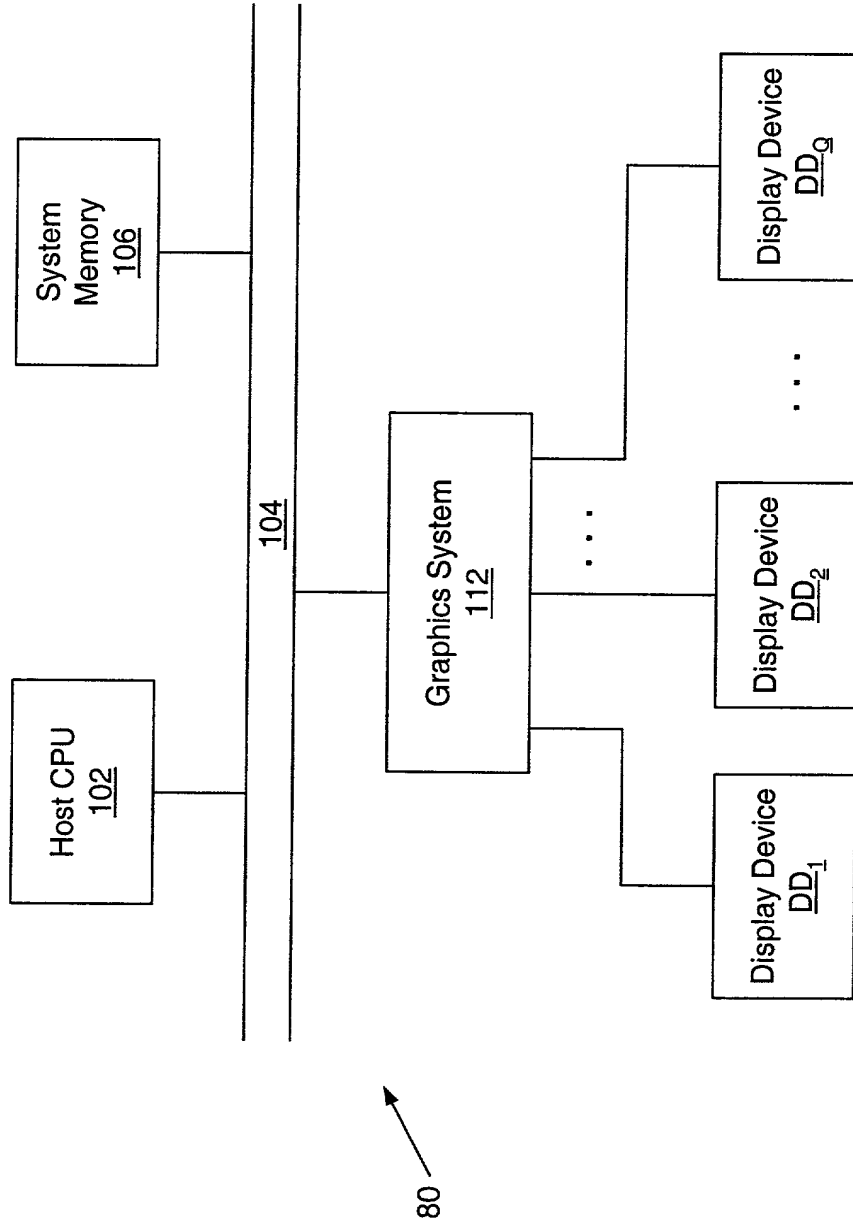 Host CPU
102
System
Memory
106
104
Graphics System
112
. . .
Display Device
DD1
Display Device
DD2
. . .
Display Device
DDQ
80